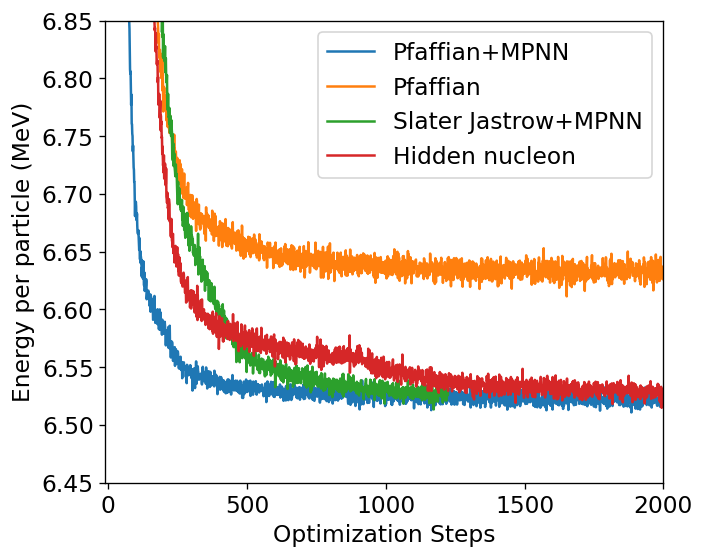 6.85
6.80
6.75
6.70
6.65
6.60
6.55
6.50
6.45
Energy per particle (MeV)
Pfaffian+MPNN
Pfaffian
Slater Jastrow+MPNN
Hidden nucleon
0 500 1000 1500 2000
Optimization Steps